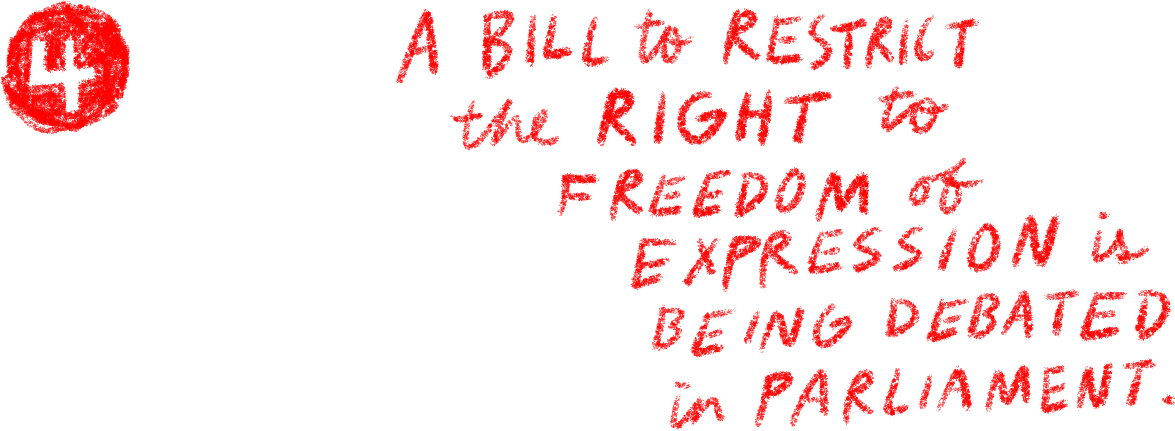 4
A BILL to RESTRICT
the RIGHT to
FREEDOM of
EXPRESSION is
BEING DEBATED
in PARLIAMENT.